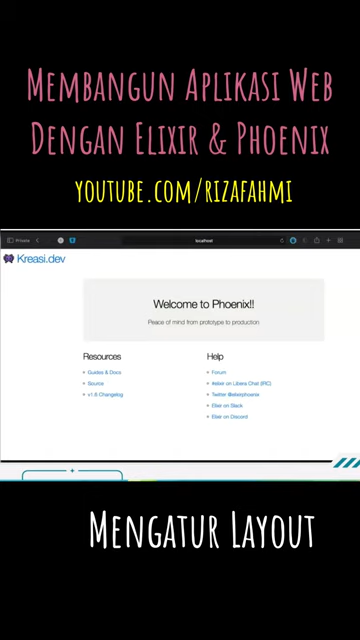 Membangun Aplikasi Web
Dengan Elixir & Phoenix
youtube.com/rizafahmi
Private
localhost
Kreasi.dev
Welcome to Phoenix!!
Peace of mind from prototype to production.
Resources
Guides & Docs
Source
v1.6 Changelog
Help
Forum
#elixir on Libera Chat (IRC)
Twitter @elixirphoenix
Elixir on Slack
Elixir on Discord
Mengatur Layout